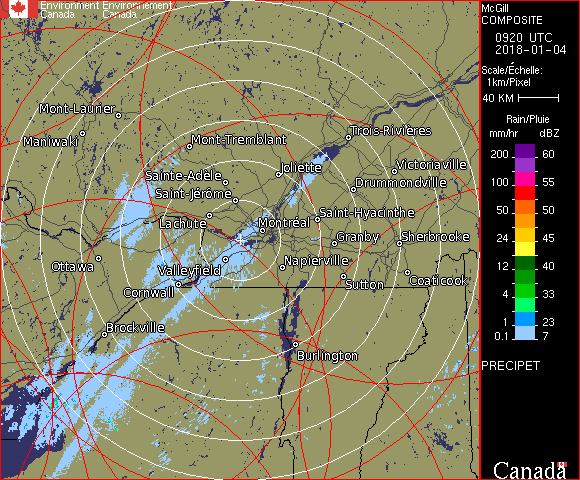 Environment Environnement
Canada Canada
McGill
COMPOSITE
0920 UTC
2018-01-04
Scale/Échelle:
1km/Pixel
40 KM
Rain/Pluie
mm/hr dBZ
200 60
100 55
50 50
24 45
12 40
4 33
1 23
0.1 7
PRECIPET
Mont-Laurier
Maniwaki
Mont-Tremblant
Trois-Rivières
Joliette
Victoriaville
Sainte-Adèle
Drummondville
Saint-Jérôme
Lachute
Saint-Hyacinthe
Montréal
Granby
Sherbrooke
Ottawa
Valleyfield
Napierville
Cornwall
Sutton
Coaticook
Brockville
Burlington
Canada